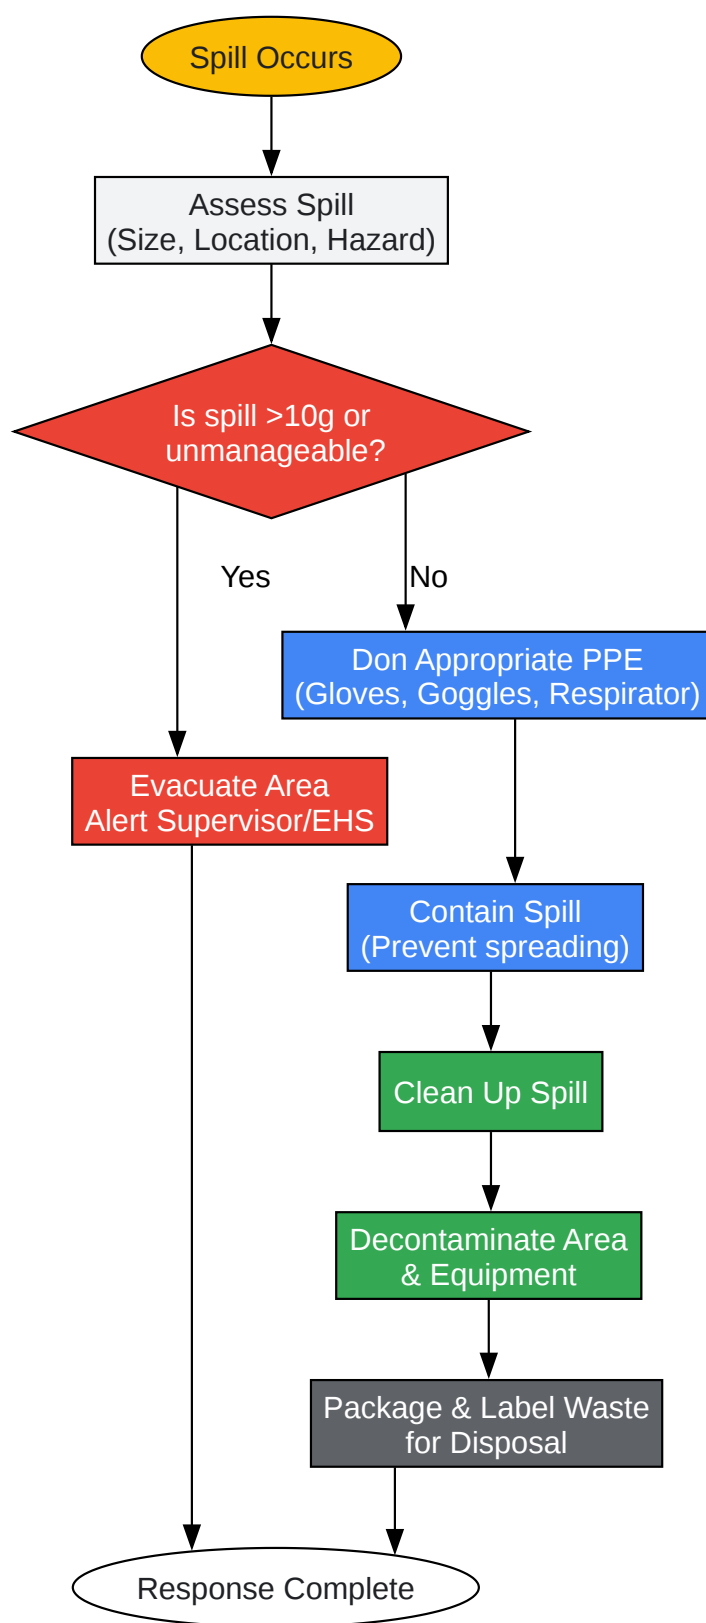 Spill Occurs
Assess Spill
(Size, Location, Hazard)
Is spill >10g or
unmanageable?
Yes
No
Don Appropriate PPE
(Gloves, Goggles, Respirator)
Evacuate Area
Alert Supervisor/EHS
Contain Spill
(Prevent spreading)
Clean Up Spill
Decontaminate Area
& Equipment
Package & Label Waste
for Disposal
Response Complete